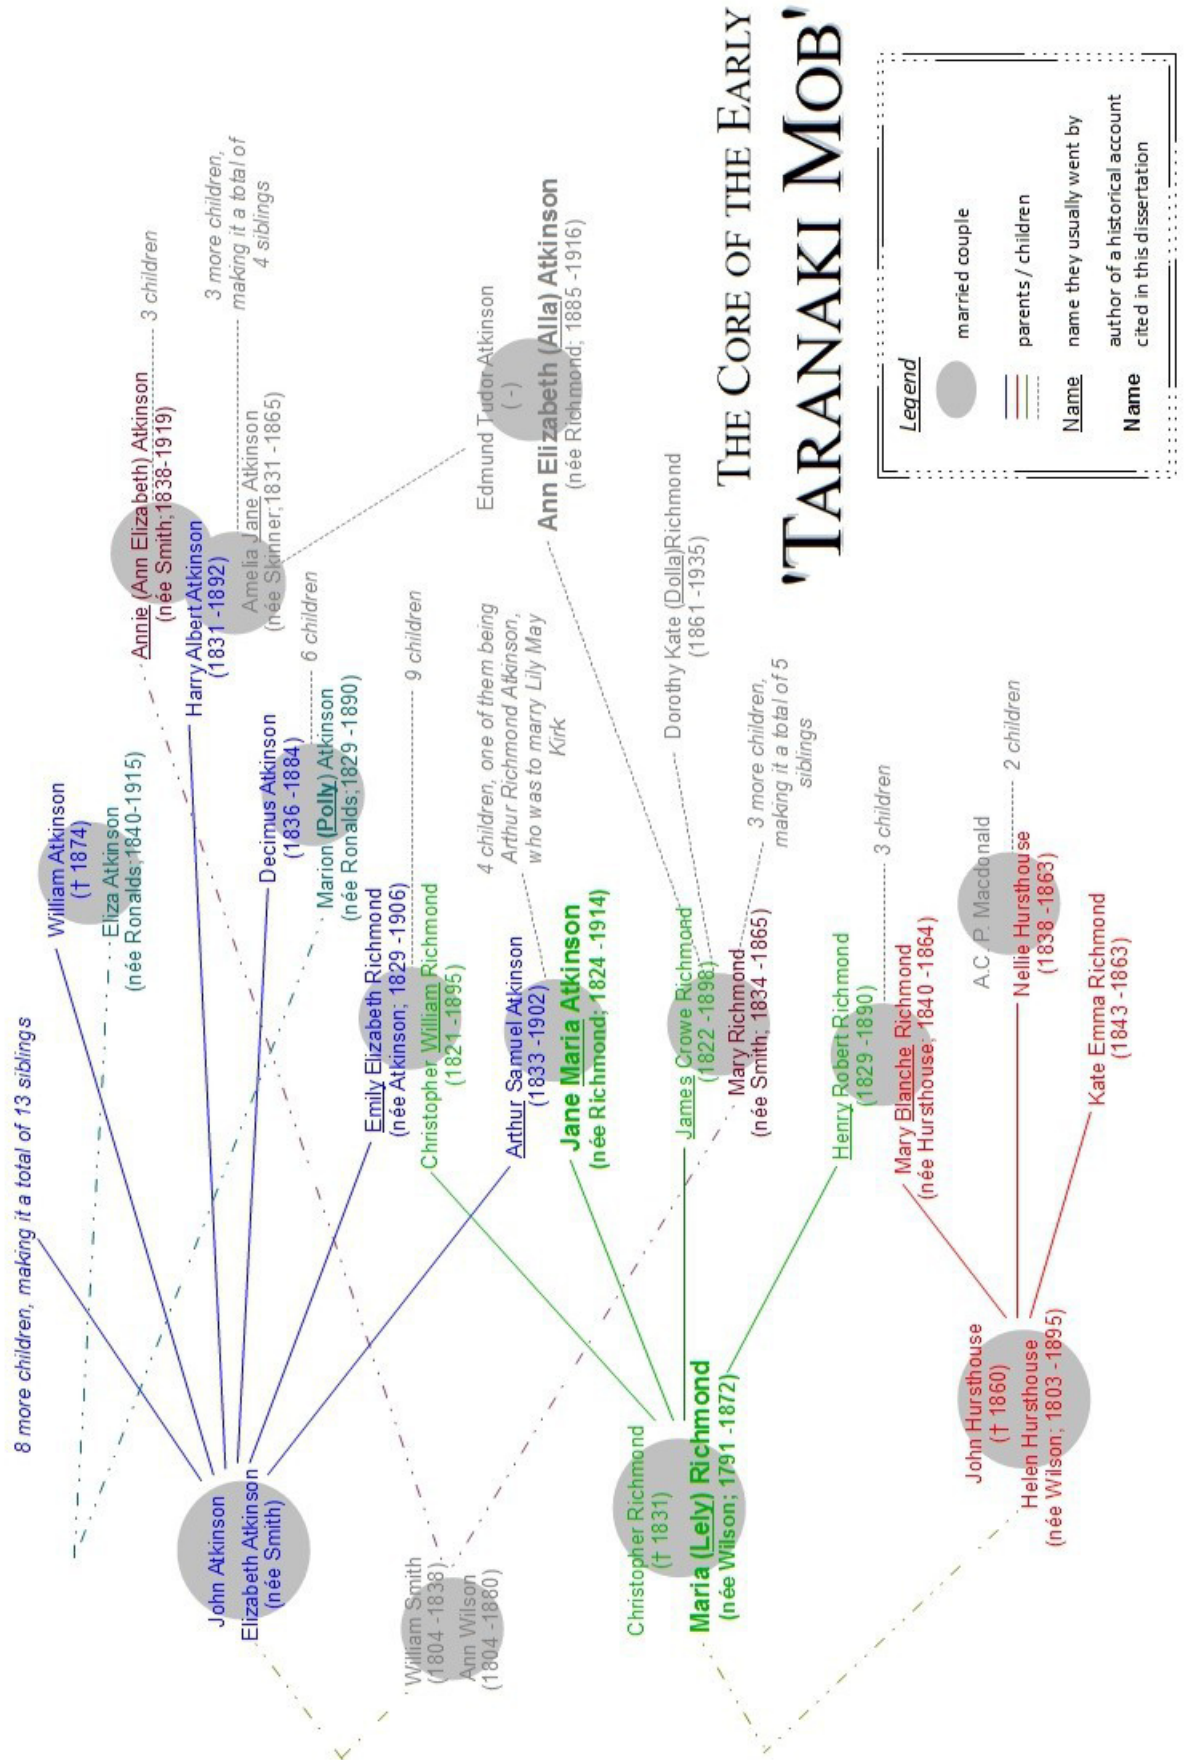 8 more children, making it a total of 13 siblings
William Atkinson
(† 1874)
Eliza Atkinson
(née Ronalds; 1840-1915)
Annie (Ann Elizabeth) Atkinson
(née Smith; 1838-1919)
3 children
Harry Albert Atkinson
(1831 -1892)
Amelia Jane Atkinson
(née Skinner; 1831 -1865)
3 more children,
making it a total of
4 siblings
Decimus Atkinson
(1836 -1884)
Marion (Polly) Atkinson
(née Ronalds; 1829 -1890)
6 children
John Atkinson
Elizabeth Atkinson
(née Smith)
Emily Elizabeth Richmond
(née Atkinson; 1829 -1906)
Christopher William Richmond
(1821 -1895)
9 children
Edmund Tudor Atkinson
( - )
Ann Elizabeth (Alla) Atkinson
(née Richmond; 1885 -1916)
William Smith
(1804 -1838)
Ann Wilson
(1804 -1880)
Arthur Samuel Atkinson
(1833 -1902)
Jane Maria Atkinson
(née Richmond; 1824 -1914)
4 children, one of them being
Arthur Richmond Atkinson,
who was to marry Lily May
Kirk
Christopher Richmond
(† 1831)
Maria (Lely) Richmond
(née Wilson; 1791 -1872)
James Crowe Richmond
(1822 -1898)
Mary Richmond
(née Smith; 1834 -1865)
Dorothy Kate (Dolla) Richmond
(1861 -1935)
3 more children,
making it a total of 5
siblings
Henry Robert Richmond
(1829 -1890)
Mary Blanche Richmond
(née Hursthouse; 1840 -1864)
3 children
John Hursthouse
(† 1860)
Helen Hursthouse
(née Wilson; 1803 -1895)
A.C. P. Macdonald
Nellie Hursthouse
(1838 -1863)
2 children
Kate Emma Richmond
(1843 -1863)
THE CORE OF THE EARLY
'TARANAKI MOB'
Legend
married couple
parents / children
Name name they usually went by
Name author of a historical account
cited in this dissertation